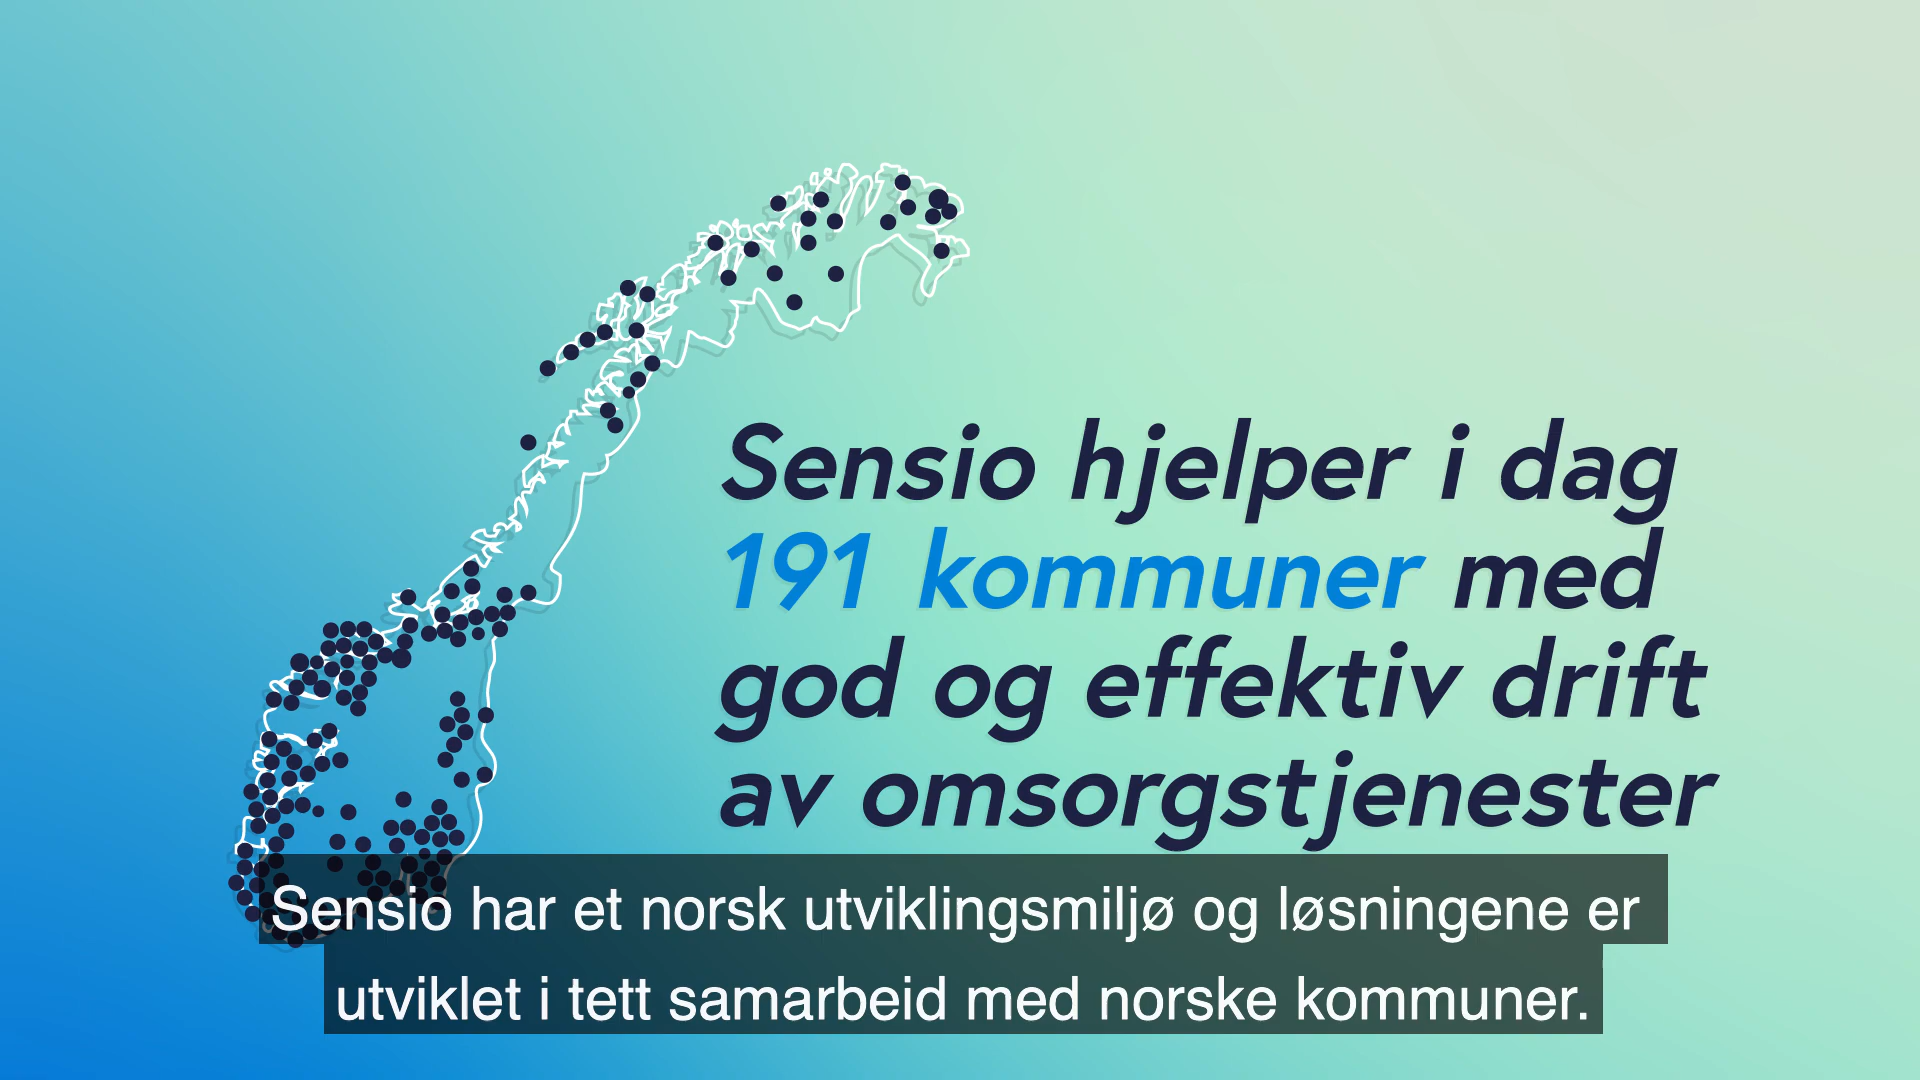 Sensio hjelper i dag
191 kommuner med
god og effektiv drift
av omsorgstjenester
Sensio har et norsk utviklingsmiljø og løsningene er
utviklet i tett samarbeid med norske kommuner.